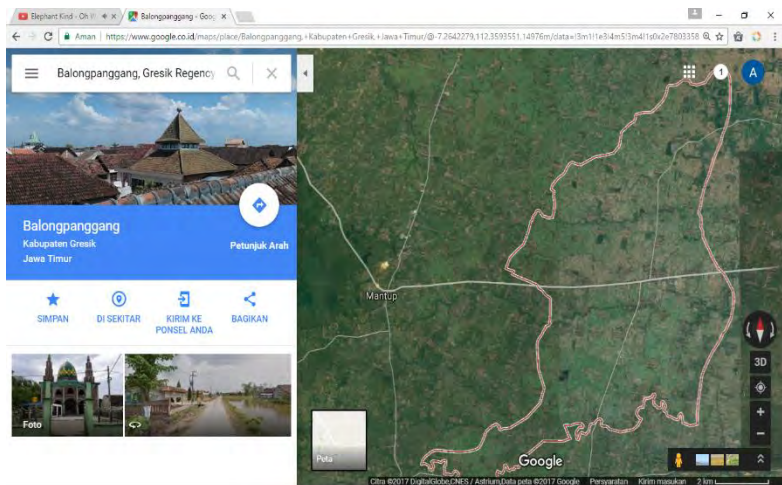 Elephant Kind - Oh W
Balongpanggang - Goog
Aman | https://www.google.co.id/maps/place/Balongpanggang,+Kabupaten+Gresik,+Jawa+Timur/@-7.2642279,112.3593551,14976m/data=!3m1!1e3!4m5!3m4!1s0x2e7803358
Balongpanggang, Gresik Regency
1
A
Balongpanggang
Kabupaten Gresik
Jawa Timur
Petunjuk Arah
SIMPAN
DI SEKITAR
KIRIM KE
PONSEL ANDA
BAGIKAN
Foto
Mantup
3D
Peta
Google
Citra ©2017 DigitalGlobe,CNES / Astrium,Data peta ©2017 Google Persyaratan Kirim masukan 2 km